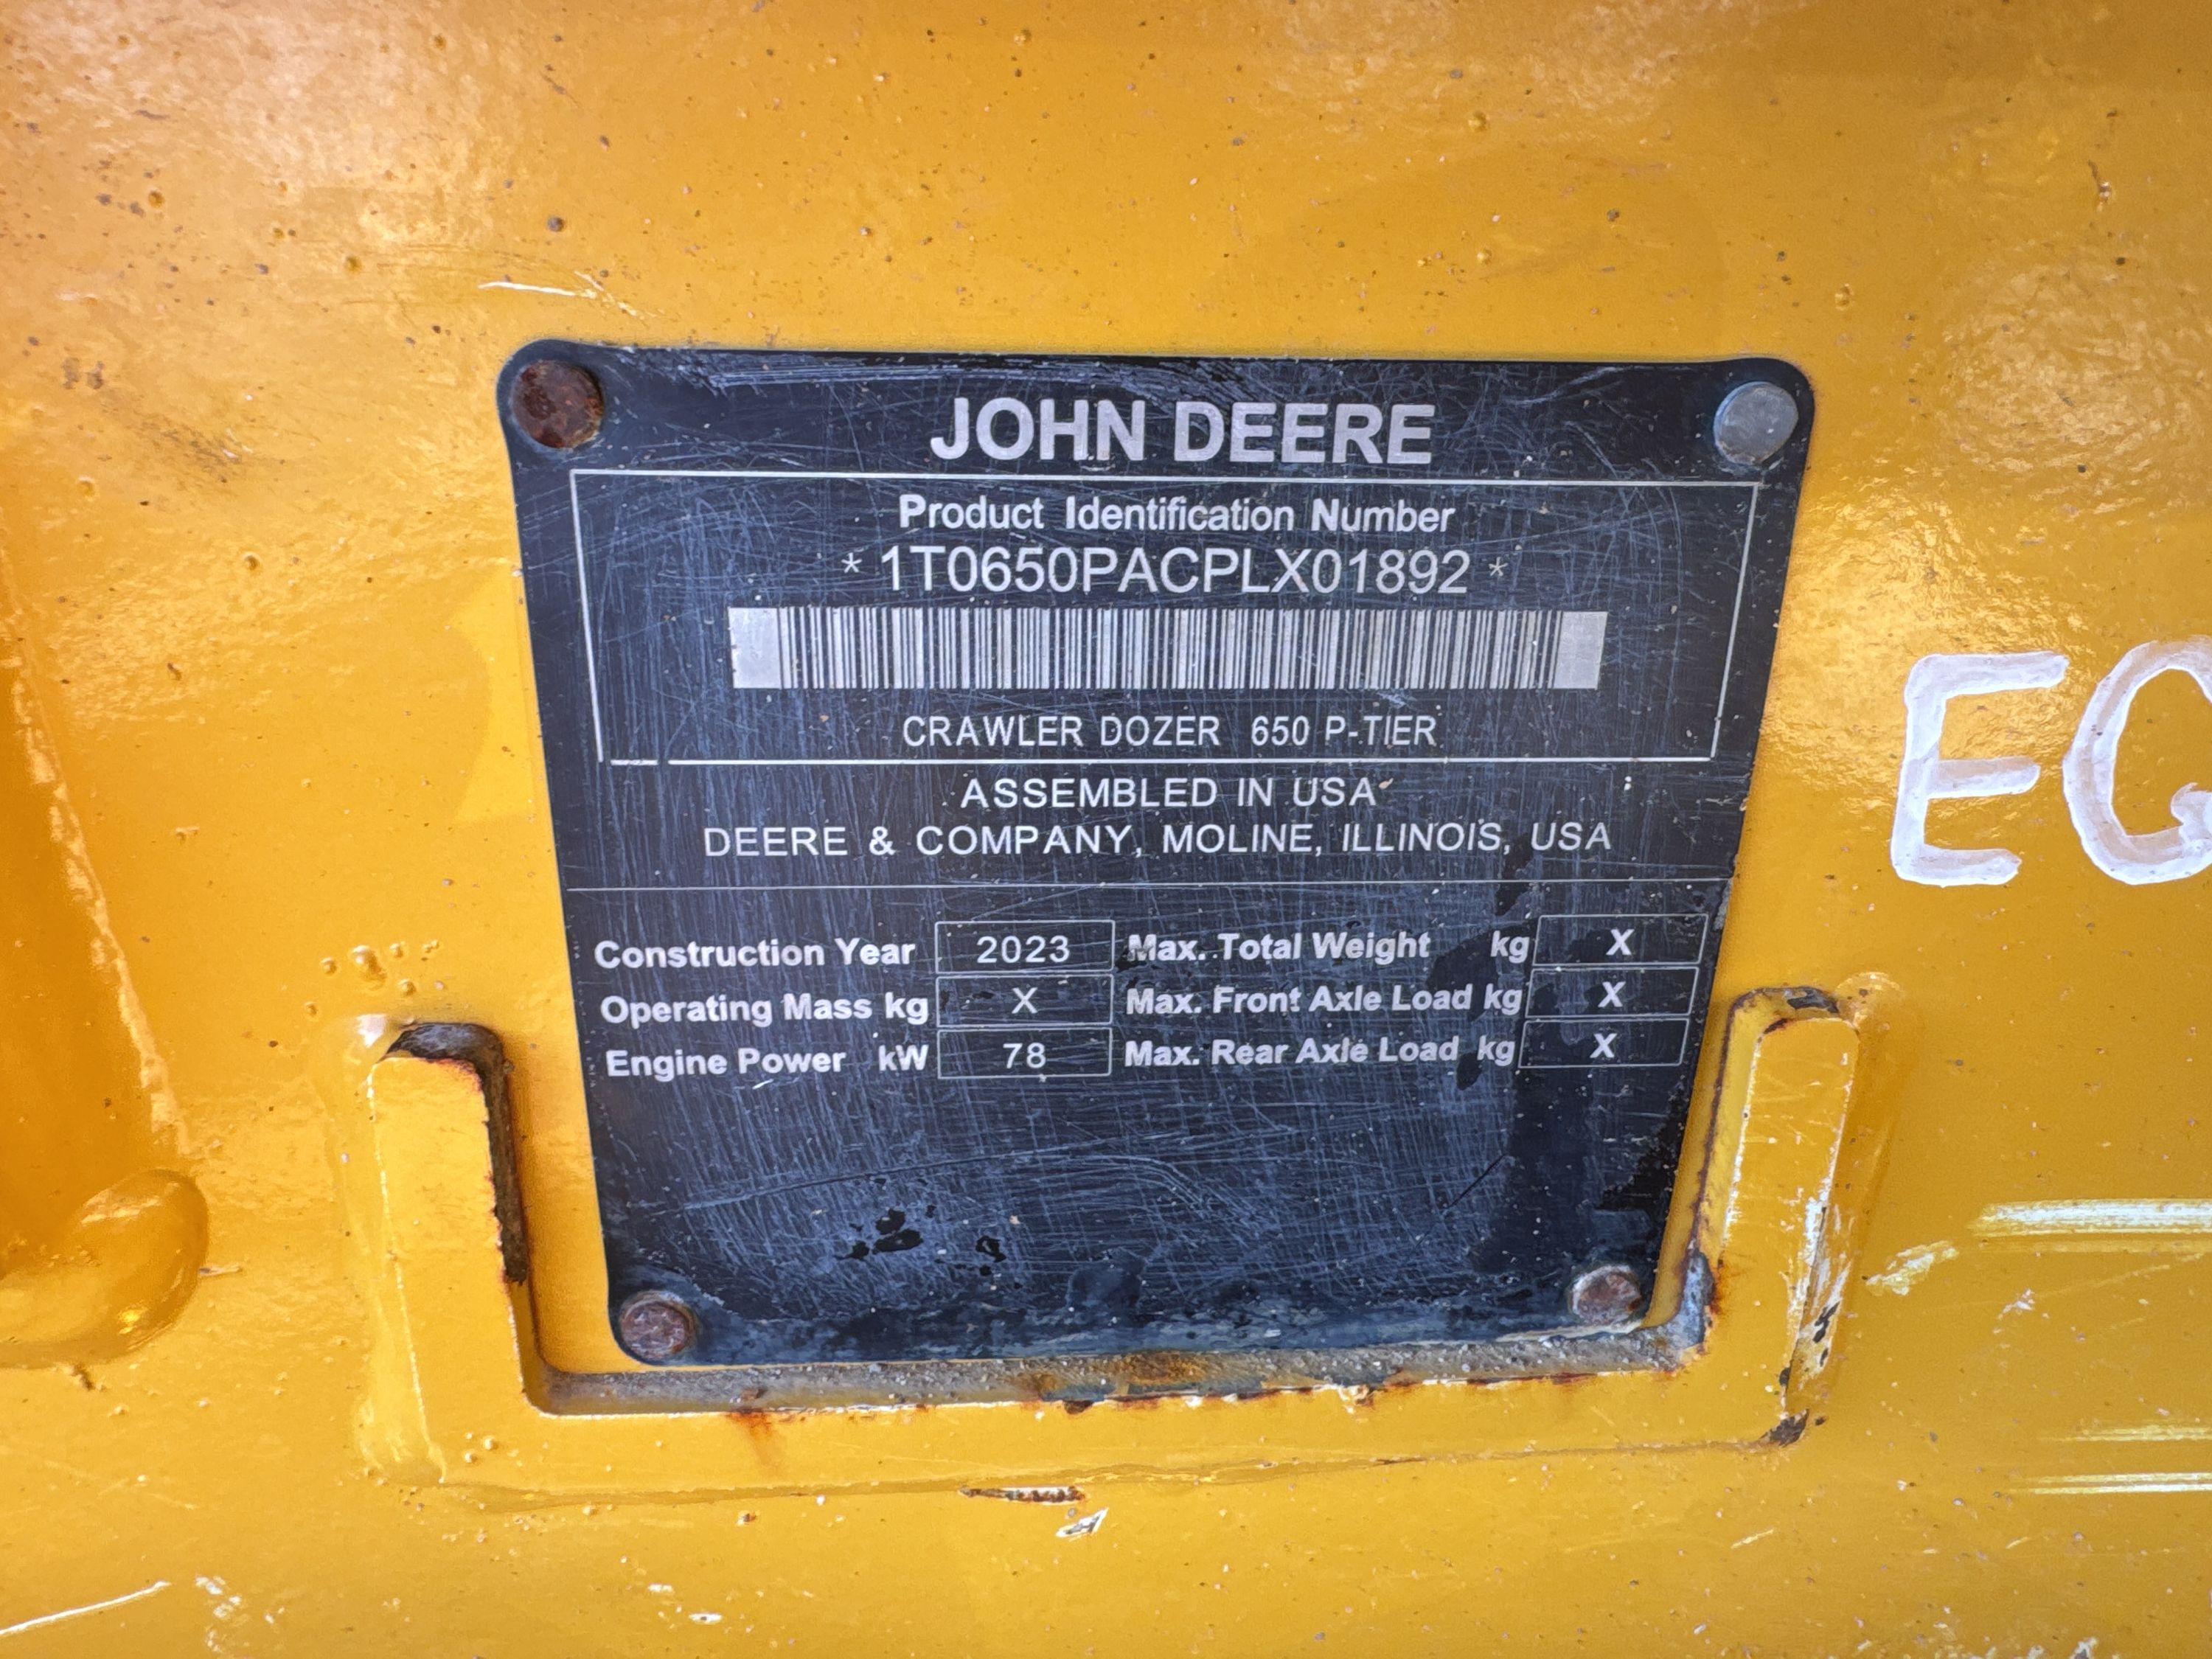 JOHN DEERE
Product Identification Number
* 1T0650PACPLX01892 *
CRAWLER DOZER 650 P-TIER
ASSEMBLED IN USA
DEERE & COMPANY, MOLINE, ILLINOIS, USA
Construction Year 2023 Max. Total Weight kg X
Operating Mass kg X Max. Front Axle Load kg X
Engine Power kW 78 Max. Rear Axle Load kg X